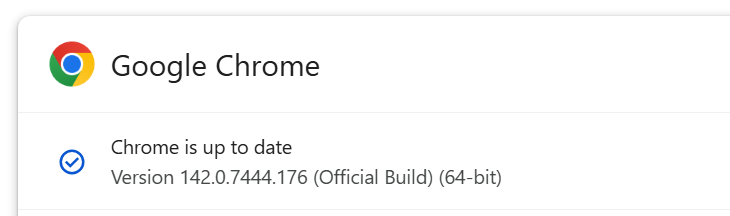 Google Chrome
Chrome is up to date
Version 142.0.7444.176 (Official Build) (64-bit)